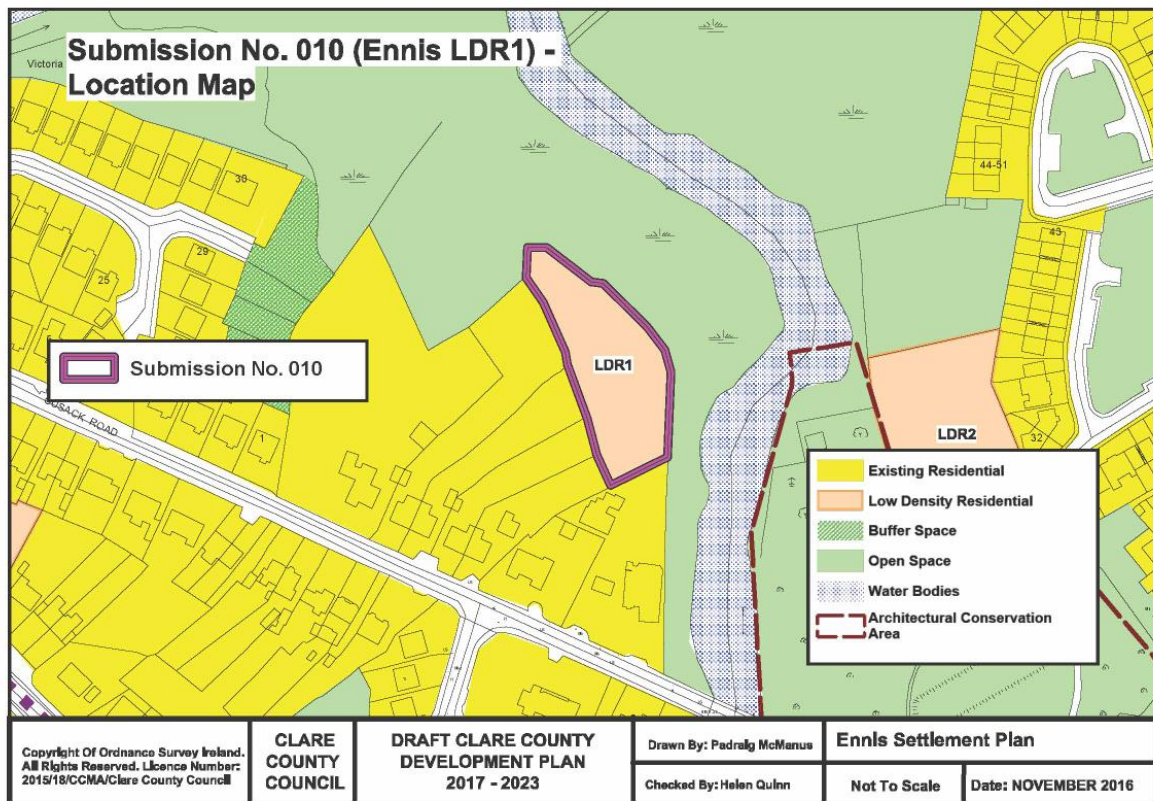 Submission No. 010 (Ennis LDR1) -
Location Map
Victoria
30
29
25
44-51
43
Submission No. 010
LDR1
LDR2
32
CUSACK ROAD
1
Existing Residential
Low Density Residential
Buffer Space
Open Space
Water Bodies
Architectural Conservation
Area
Copyright Of Ordnance Survey Ireland.
All Rights Reserved. Licence Number:
2015/18/CCMA/Clare County Council
CLARE
COUNTY
COUNCIL
DRAFT CLARE COUNTY
DEVELOPMENT PLAN
2017 - 2023
Drawn By: Padraig McManus
Checked By: Helen Quinn
Ennis Settlement Plan
Not To Scale
Date: NOVEMBER 2016